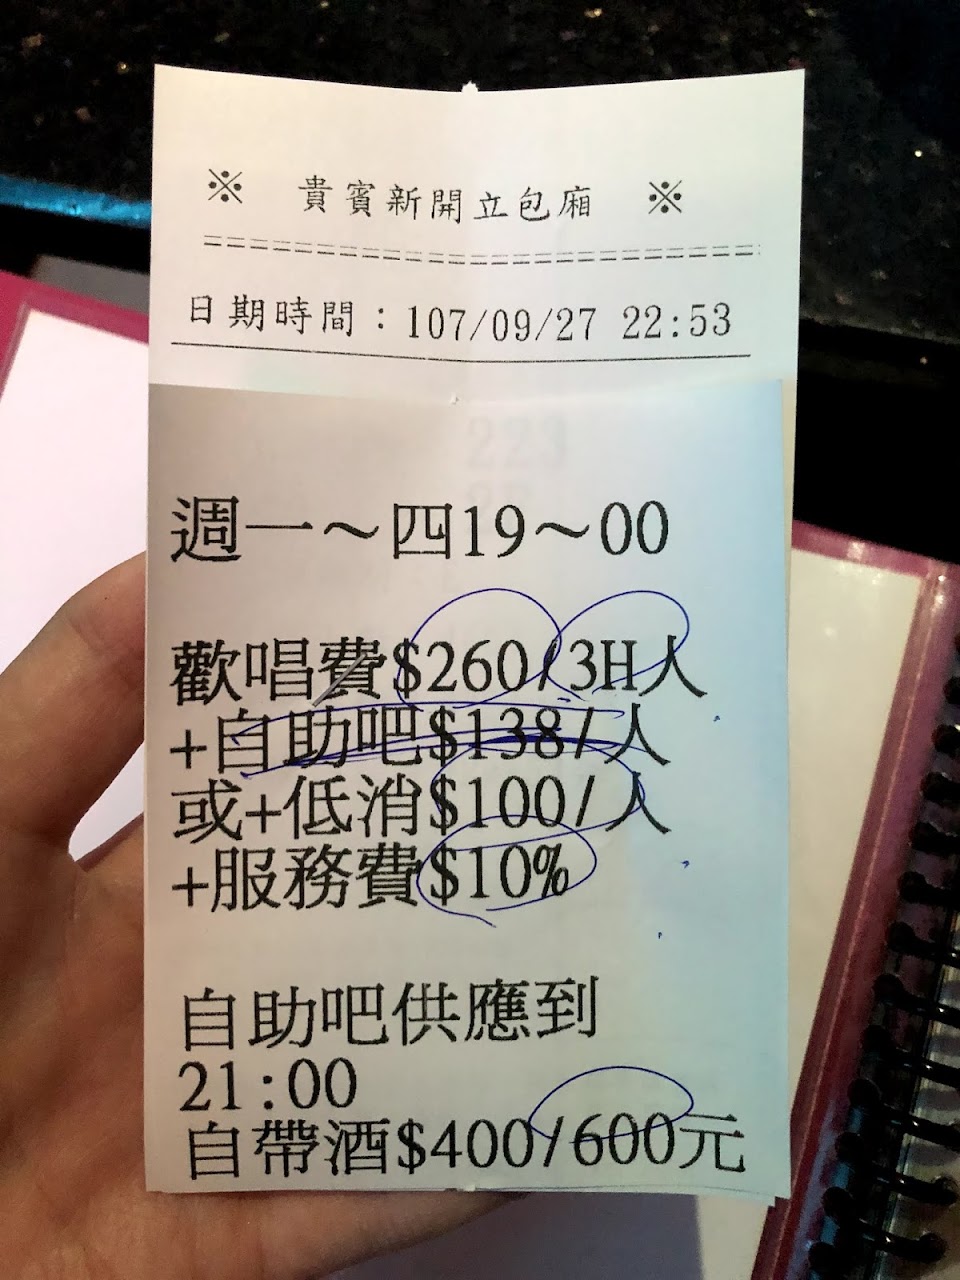 ※ 貴賓新開立包廂 ※
日期時間：107/09/27 22:53
週一～四19～00
歡唱費$260/3H人
+自助吧$138/人
或+低消$100/人
+服務費$10%
自助吧供應到
21:00
自帶酒$400/600元